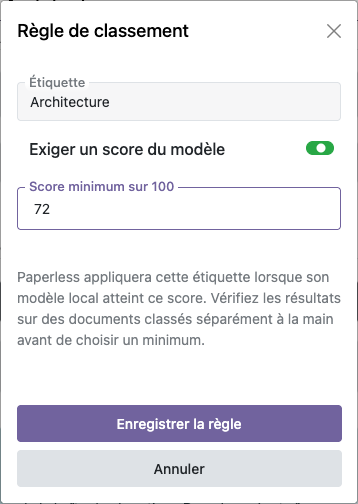 Règle de classement
Étiquette
Architecture
Exiger un score du modèle
Score minimum sur 100
72
Paperless appliquera cette étiquette lorsque son
modèle local atteint ce score. Vérifiez les résultats
sur des documents classés séparément à la main
avant de choisir un minimum.
Enregistrer la règle
Annuler